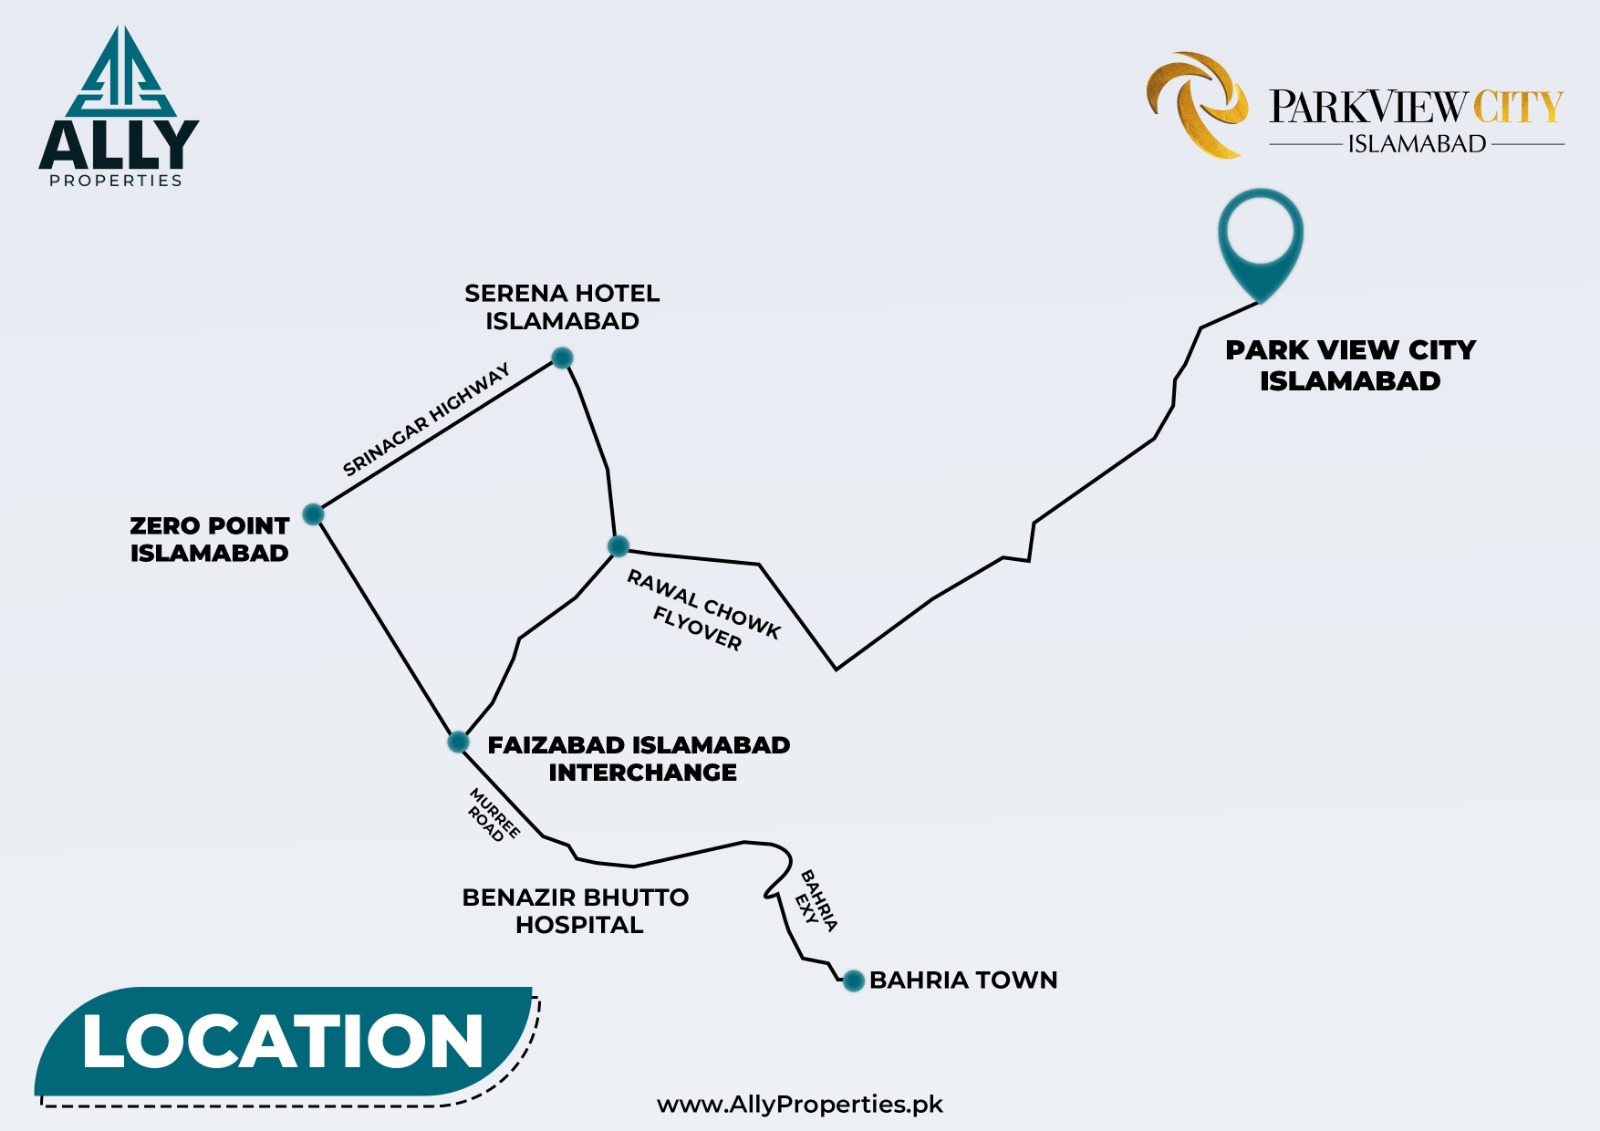 ALLY
PROPERTIES
PARKVIEW CITY
ISLAMABAD
SERENA HOTEL
ISLAMABAD
PARK VIEW CITY
ISLAMABAD
SRINAGAR HIGHWAY
ZERO POINT
ISLAMABAD
RAWAL CHOWK
FLYOVER
FAIZABAD ISLAMABAD
INTERCHANGE
MURREE
ROAD
BENAZIR BHUTTO
HOSPITAL
BAHRIA
EXY
BAHRIA TOWN
LOCATION
www.AllyProperties.pk